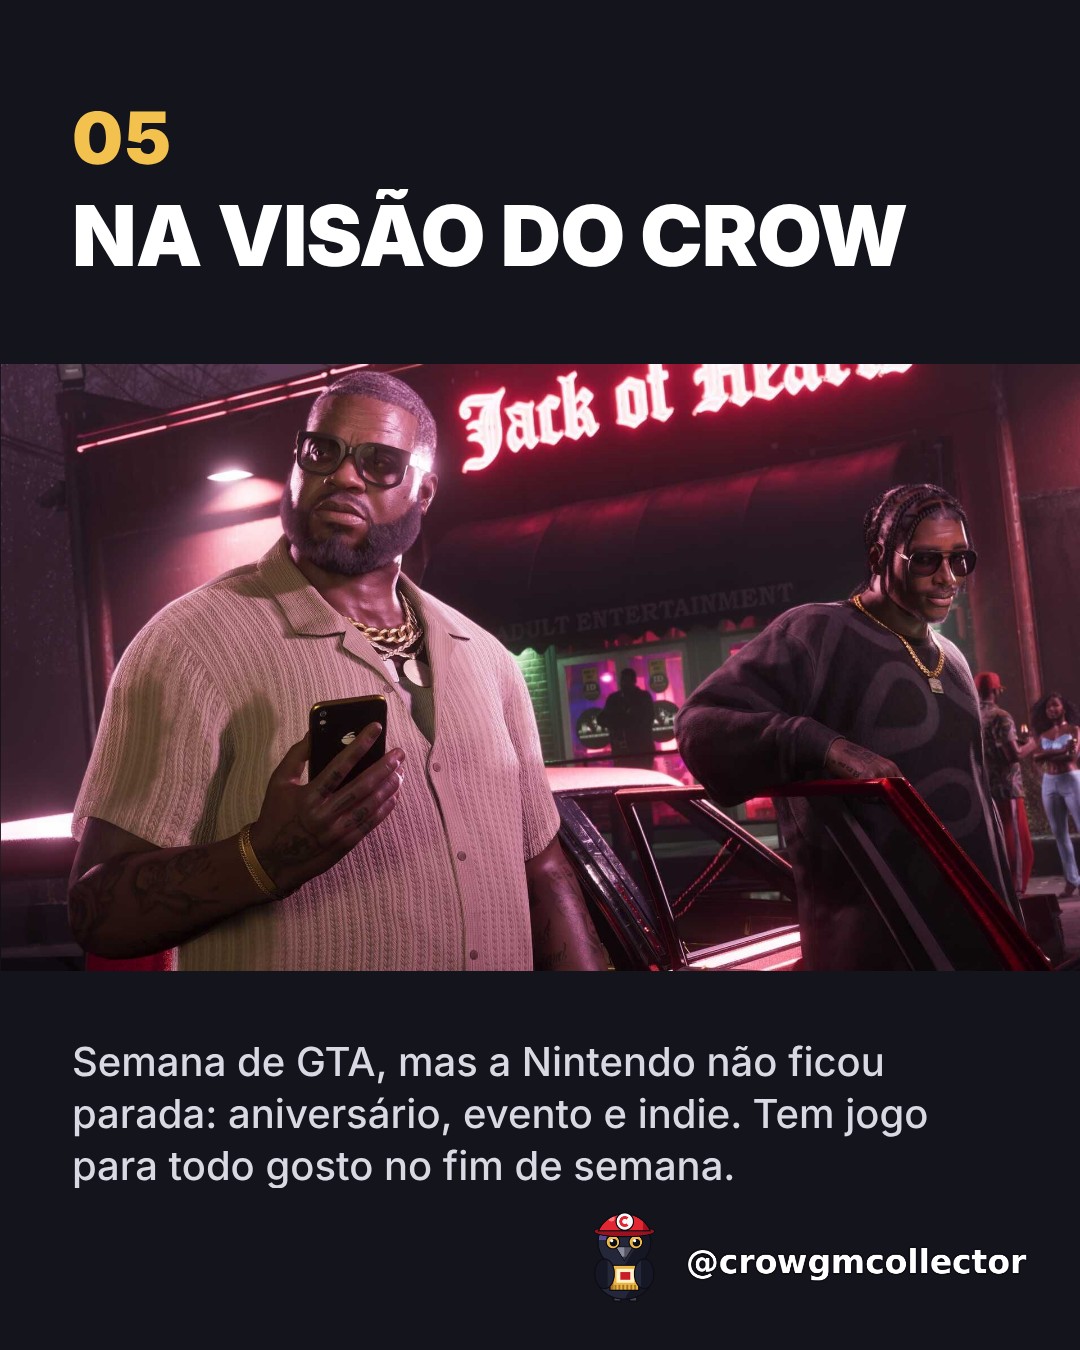 05
NA VISÃO DO CROW
Jack of Hearts
ADULT ENTERTAINMENT
Semana de GTA, mas a Nintendo não ficou
parada: aniversário, evento e indie. Tem jogo
para todo gosto no fim de semana.
C
@crowgmcollector